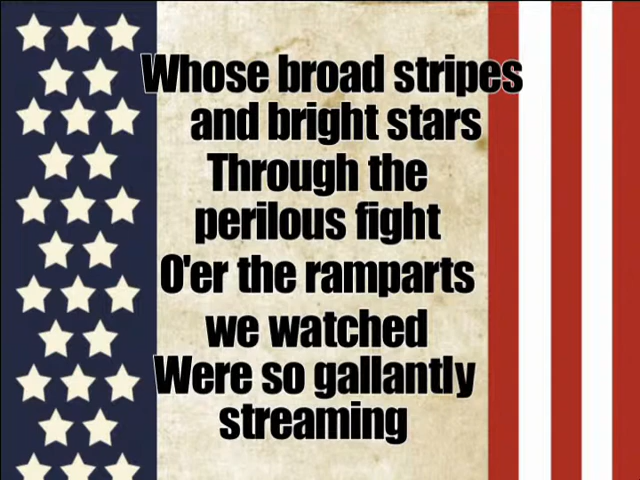 Whose broad stripes
and bright stars
Through the
perilous fight
O'er the ramparts
we watched
Were so gallantly
streaming